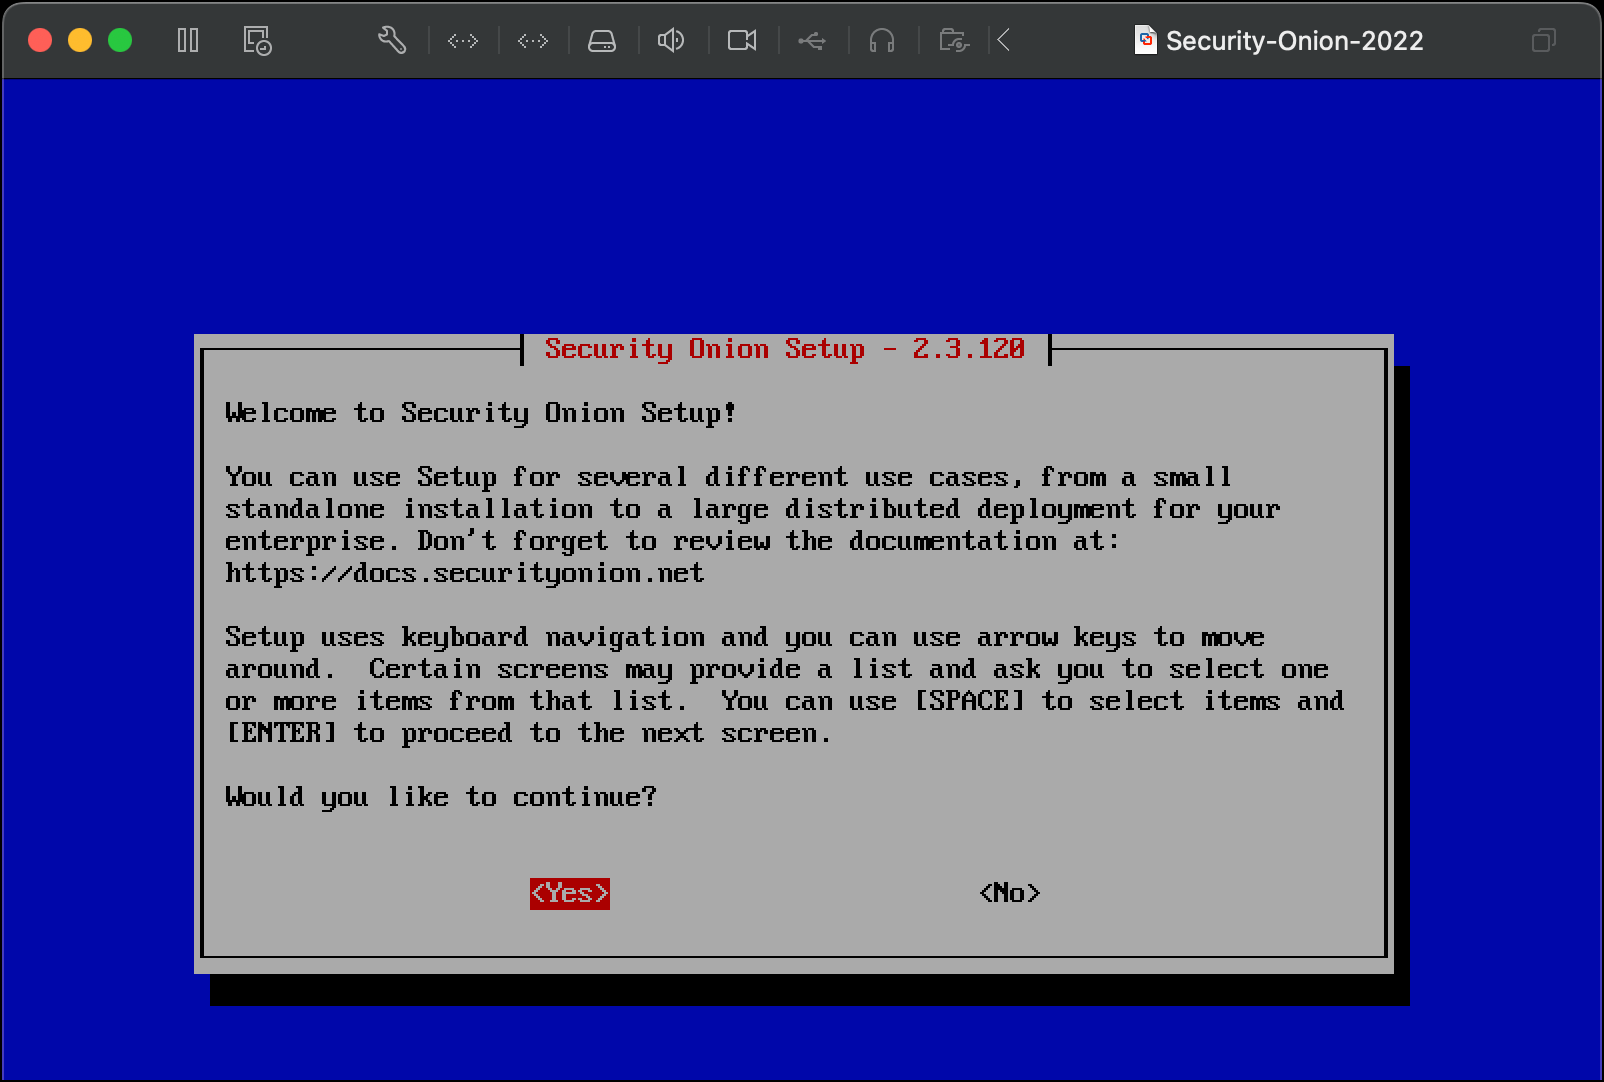 Security-Onion-2022
Security Onion Setup - 2.3.120
Welcome to Security Onion Setup!
You can use Setup for several different use cases, from a small
standalone installation to a large distributed deployment for your
enterprise. Don't forget to review the documentation at:
https://docs.securityonion.net
Setup uses keyboard navigation and you can use arrow keys to move
around.  Certain screens may provide a list and ask you to select one
or more items from that list.  You can use [SPACE] to select items and
[ENTER] to proceed to the next screen.
Would you like to continue?
<Yes> <No>